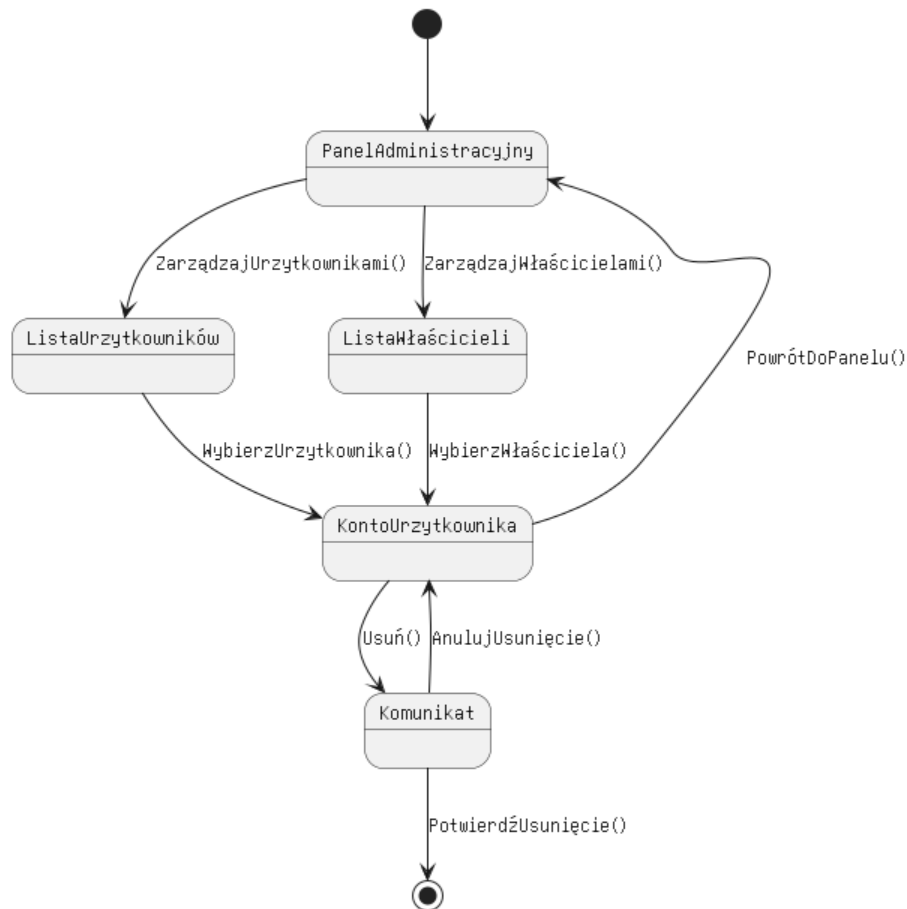 PanelAdministracyjny
ZarządzajUrzytkownikami()
ZarządzajWłaścicielami()
ListaUrzytkowników
ListaWłaścicieli
PowrótDoPanelu()
WybierzUrzytkownika()
WybierzWłaściciela()
KontoUrzytkownika
Usuń()
AnulujUsunięcie()
Komunikat
PotwierdźUsunięcie()